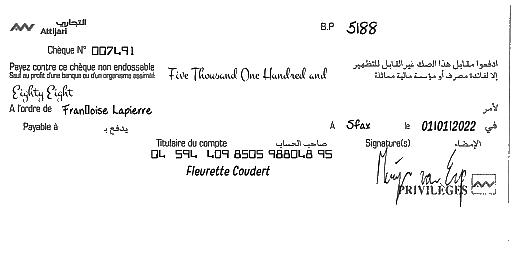 التجاري
Attijari
B.P 5188
Chèque N° 007491
Payez contre ce chèque non endossable
Sauf au profit d'une banque ou d'un organisme assimilé
Five Thousand One Hundred and
ادفعوا مقابل هذا الصك غير القابل للتظهير
إلا لفائدة مصرف أو مؤسسة مالية مماثلة
Eighty Eight
A l'ordre de Fran0oise Lapierre
لأمر
Payable à
يدفع بـ
A Sfax le 01/01/2022 في
Titulaire du compte صاحب الحساب
Signature(s) الإمضاء
04 594 409 8505 988048 95
Fleurette Coudert
PRIVILÈGES